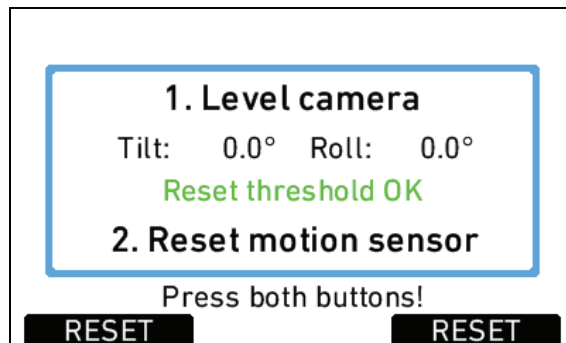 1. Level camera
Tilt: 0.0° Roll: 0.0°
Reset threshold OK
2. Reset motion sensor
Press both buttons!
RESET RESET